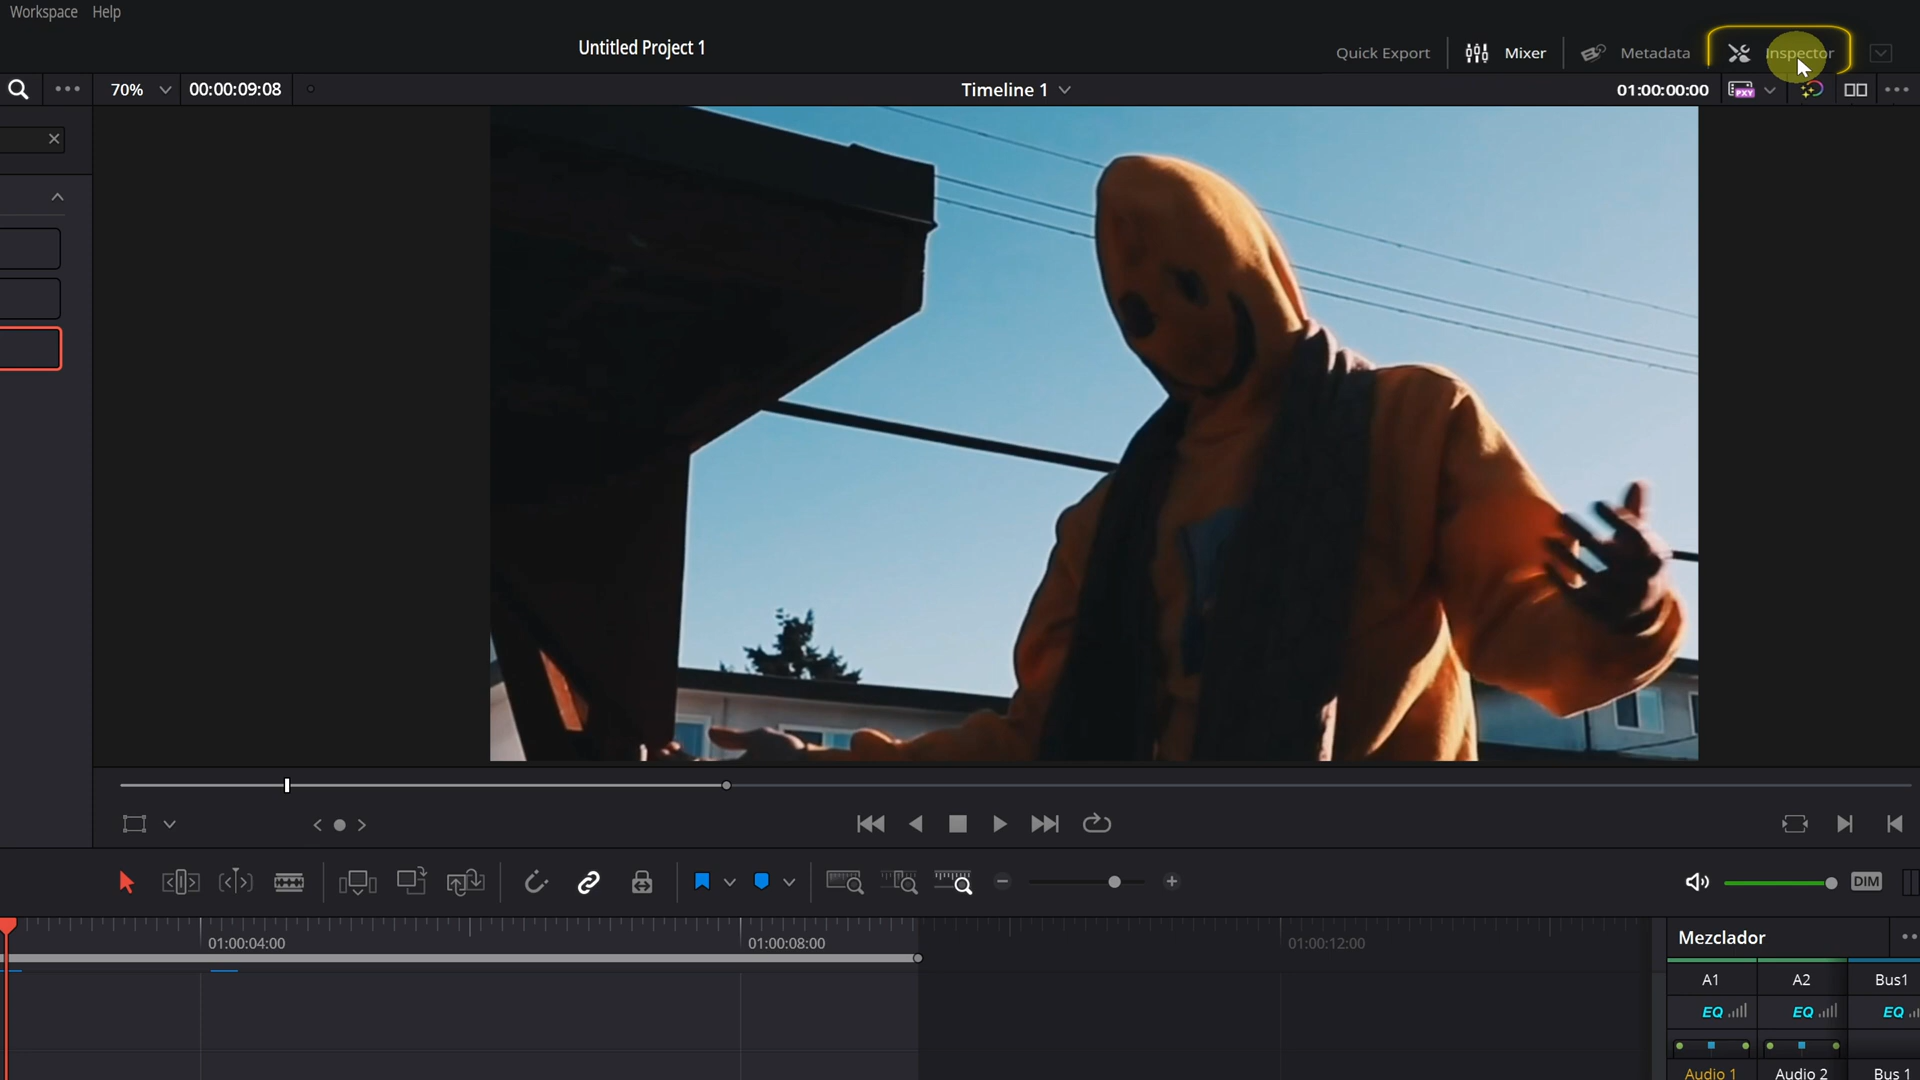 Workspace Help
Untitled Project 1
Quick Export Mixer Metadata Inspector
70% 00:00:09:08 Timeline 1 01:00:00:00 PXY
DIM
01:00:04:00 01:00:08:00 01:00:12:00
Mezclador
A1 A2 Bus1
EQ EQ EQ
Audio 1 Audio 2 Bus 1